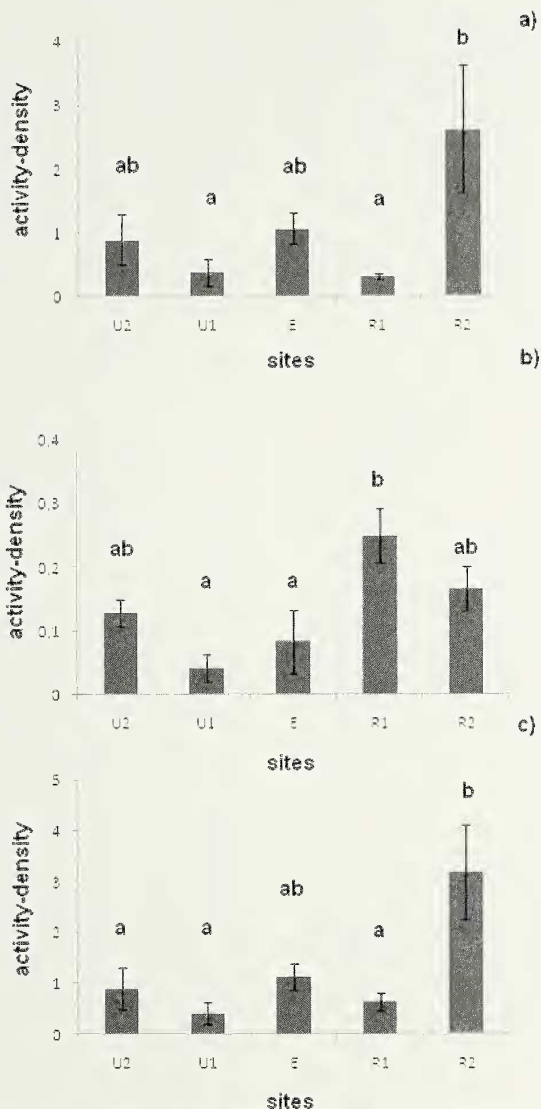 a)
4
3
2
1
0
activity-density
ab
a
ab
a
b
U2 U1 E R1 R2
sites
b)
0,4
0,3
0,2
0,1
0
activity-density
ab
a
a
b
ab
U2 U1 E R1 R2
sites
c)
5
4
3
2
1
0
activity-density
a
a
ab
a
b
U2 U1 E R1 R2
sites